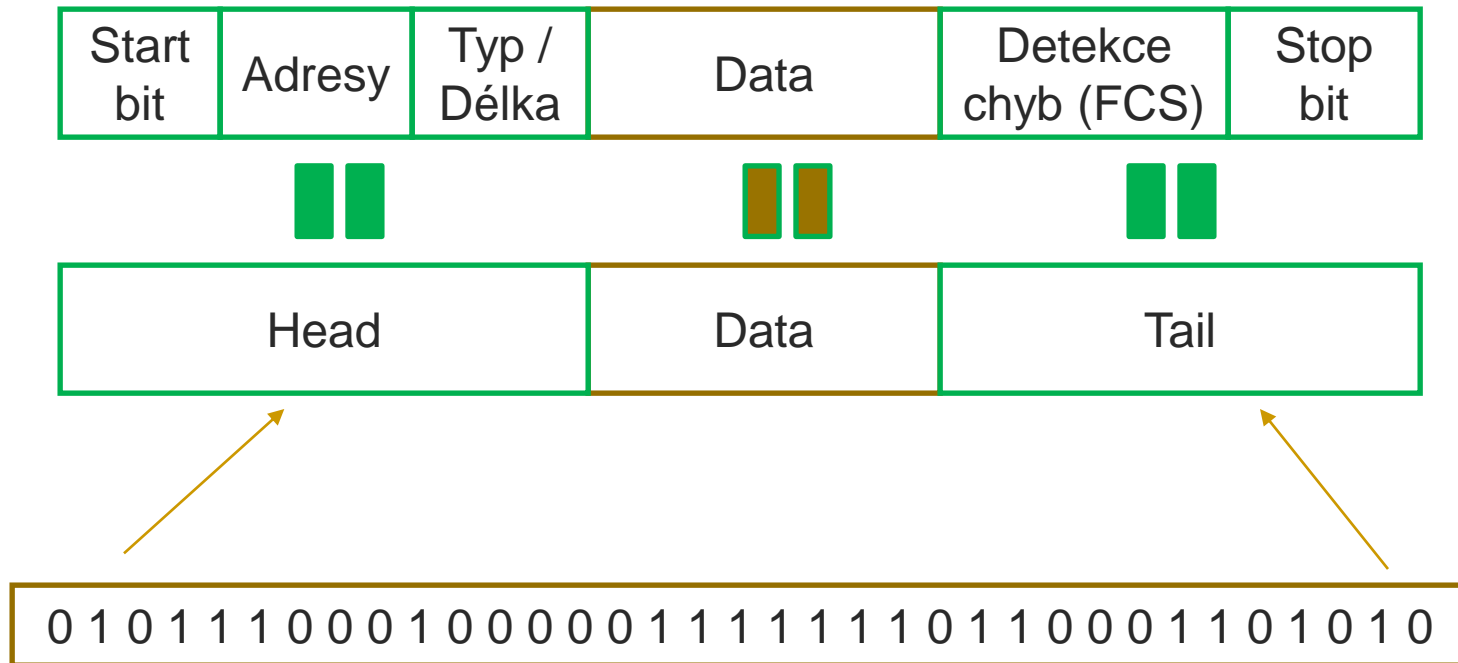 Start bit
Adresy
Typ / Délka
Data
Detekce chyb (FCS)
Stop bit
Head
Data
Tail
0 1 0 1 1 1 0 0 0 1 0 0 0 0 0 1 1 1 1 1 1 0 1 1 0 0 0 1 1 0 1 0 1 0